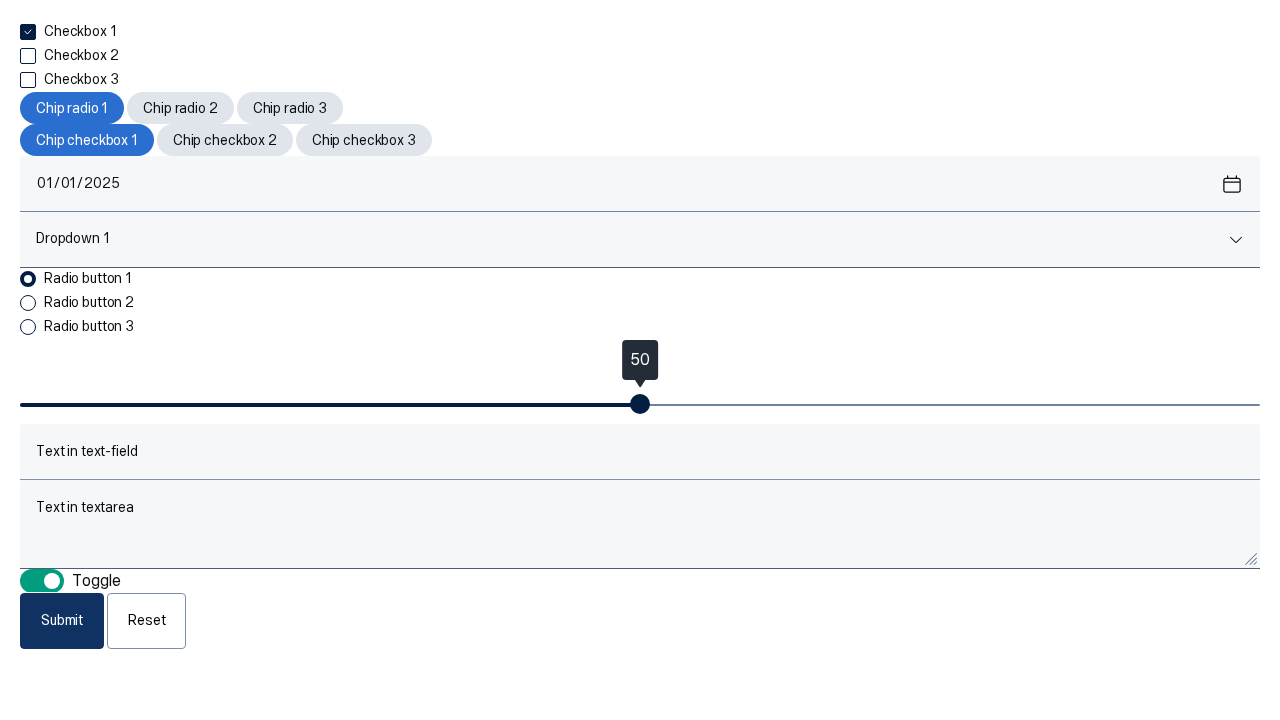 Checkbox 1
Checkbox 2
Checkbox 3
Chip radio 1 Chip radio 2 Chip radio 3
Chip checkbox 1 Chip checkbox 2 Chip checkbox 3
01/01/2025
Dropdown 1
Radio button 1
Radio button 2
Radio button 3
50
Text in text-field
Text in textarea
Toggle
Submit Reset